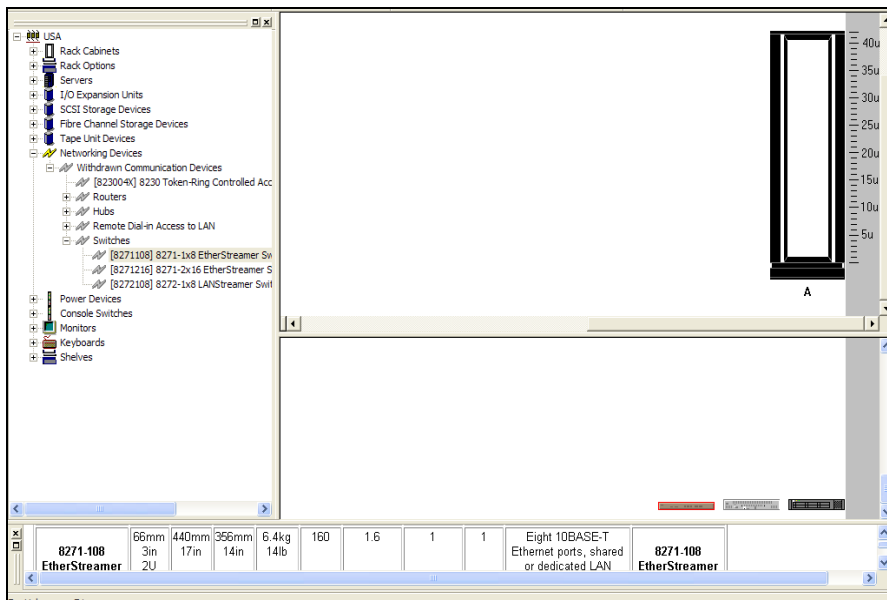 USA
Rack Cabinets
Rack Options
Servers
I/O Expansion Units
SCSI Storage Devices
Fibre Channel Storage Devices
Tape Unit Devices
Networking Devices
Withdrawn Communication Devices
[823004X] 8230 Token-Ring Controlled Acc
Routers
Hubs
Remote Dial-in Access to LAN
Switches
[8271108] 8271-1x8 EtherStreamer Sw
[8271216] 8271-2x16 EtherStreamer S
[8272108] 8272-1x8 LANStreamer Swit
Power Devices
Console Switches
Monitors
Keyboards
Shelves
40u
35u
30u
25u
20u
15u
10u
5u
A
8271-108
EtherStreamer
66mm
3in
2U
440mm
17in
356mm
14in
6.4kg
14lb
160
1.6
1
1
Eight 10BASE-T
Ethernet ports, shared
or dedicated LAN
8271-108
EtherStreamer